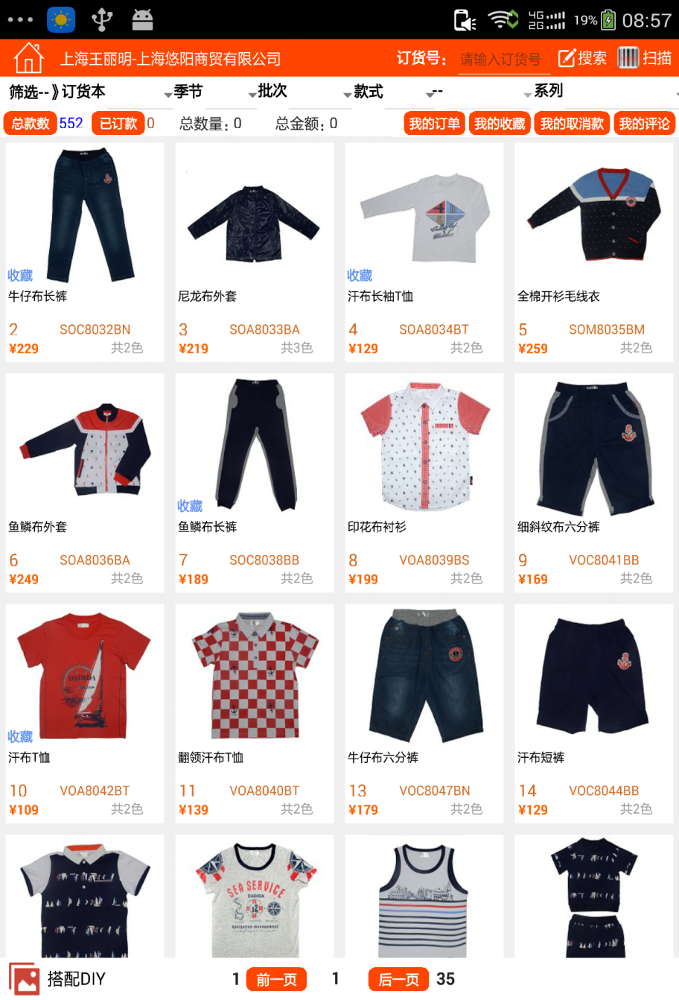 4G
2G
19%
08:57
上海王丽明-上海悠阳商贸有限公司
订货号：
请输入订货号
搜索
扫描
筛选--》订货本
季节
批次
款式
--
系列
总款数 552
已订款 0
总数量：0
总金额：0
我的订单
我的收藏
我的取消款
我的评论
收藏
牛仔布长裤
2 SOC8032BN
¥229 共2色
尼龙布外套
3 SOA8033BA
¥219 共3色
收藏
汗布长袖T恤
4 SOA8034BT
¥129 共2色
全棉开衫毛线衣
5 SOM8035BM
¥259 共2色
鱼鳞布外套
6 SOA8036BA
¥249 共2色
收藏
鱼鳞布长裤
7 SOC8038BB
¥189 共2色
印花布衬衫
8 VOA8039BS
¥199 共2色
细斜纹布六分裤
9 VOC8041BB
¥169 共2色
DADIDA
收藏
汗布T恤
10 VOA8042BT
¥109 共2色
翻领汗布T恤
11 VOA8040BT
¥139 共2色
牛仔布六分裤
13 VOC8047BN
¥179 共2色
汗布短裤
14 VOC8044BB
¥129 共2色
SEA SERVICE
DADIDA
Navigation management
搭配DIY
1
前一页
1
后一页
35